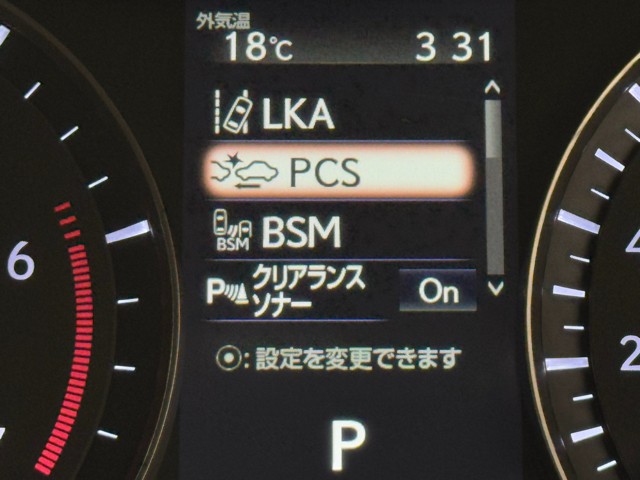 外気温
18℃ 3 31
LKA
PCS
BSM BSM
P クリアランス
ソナー On
⦿:設定を変更できます
P
6
4
2